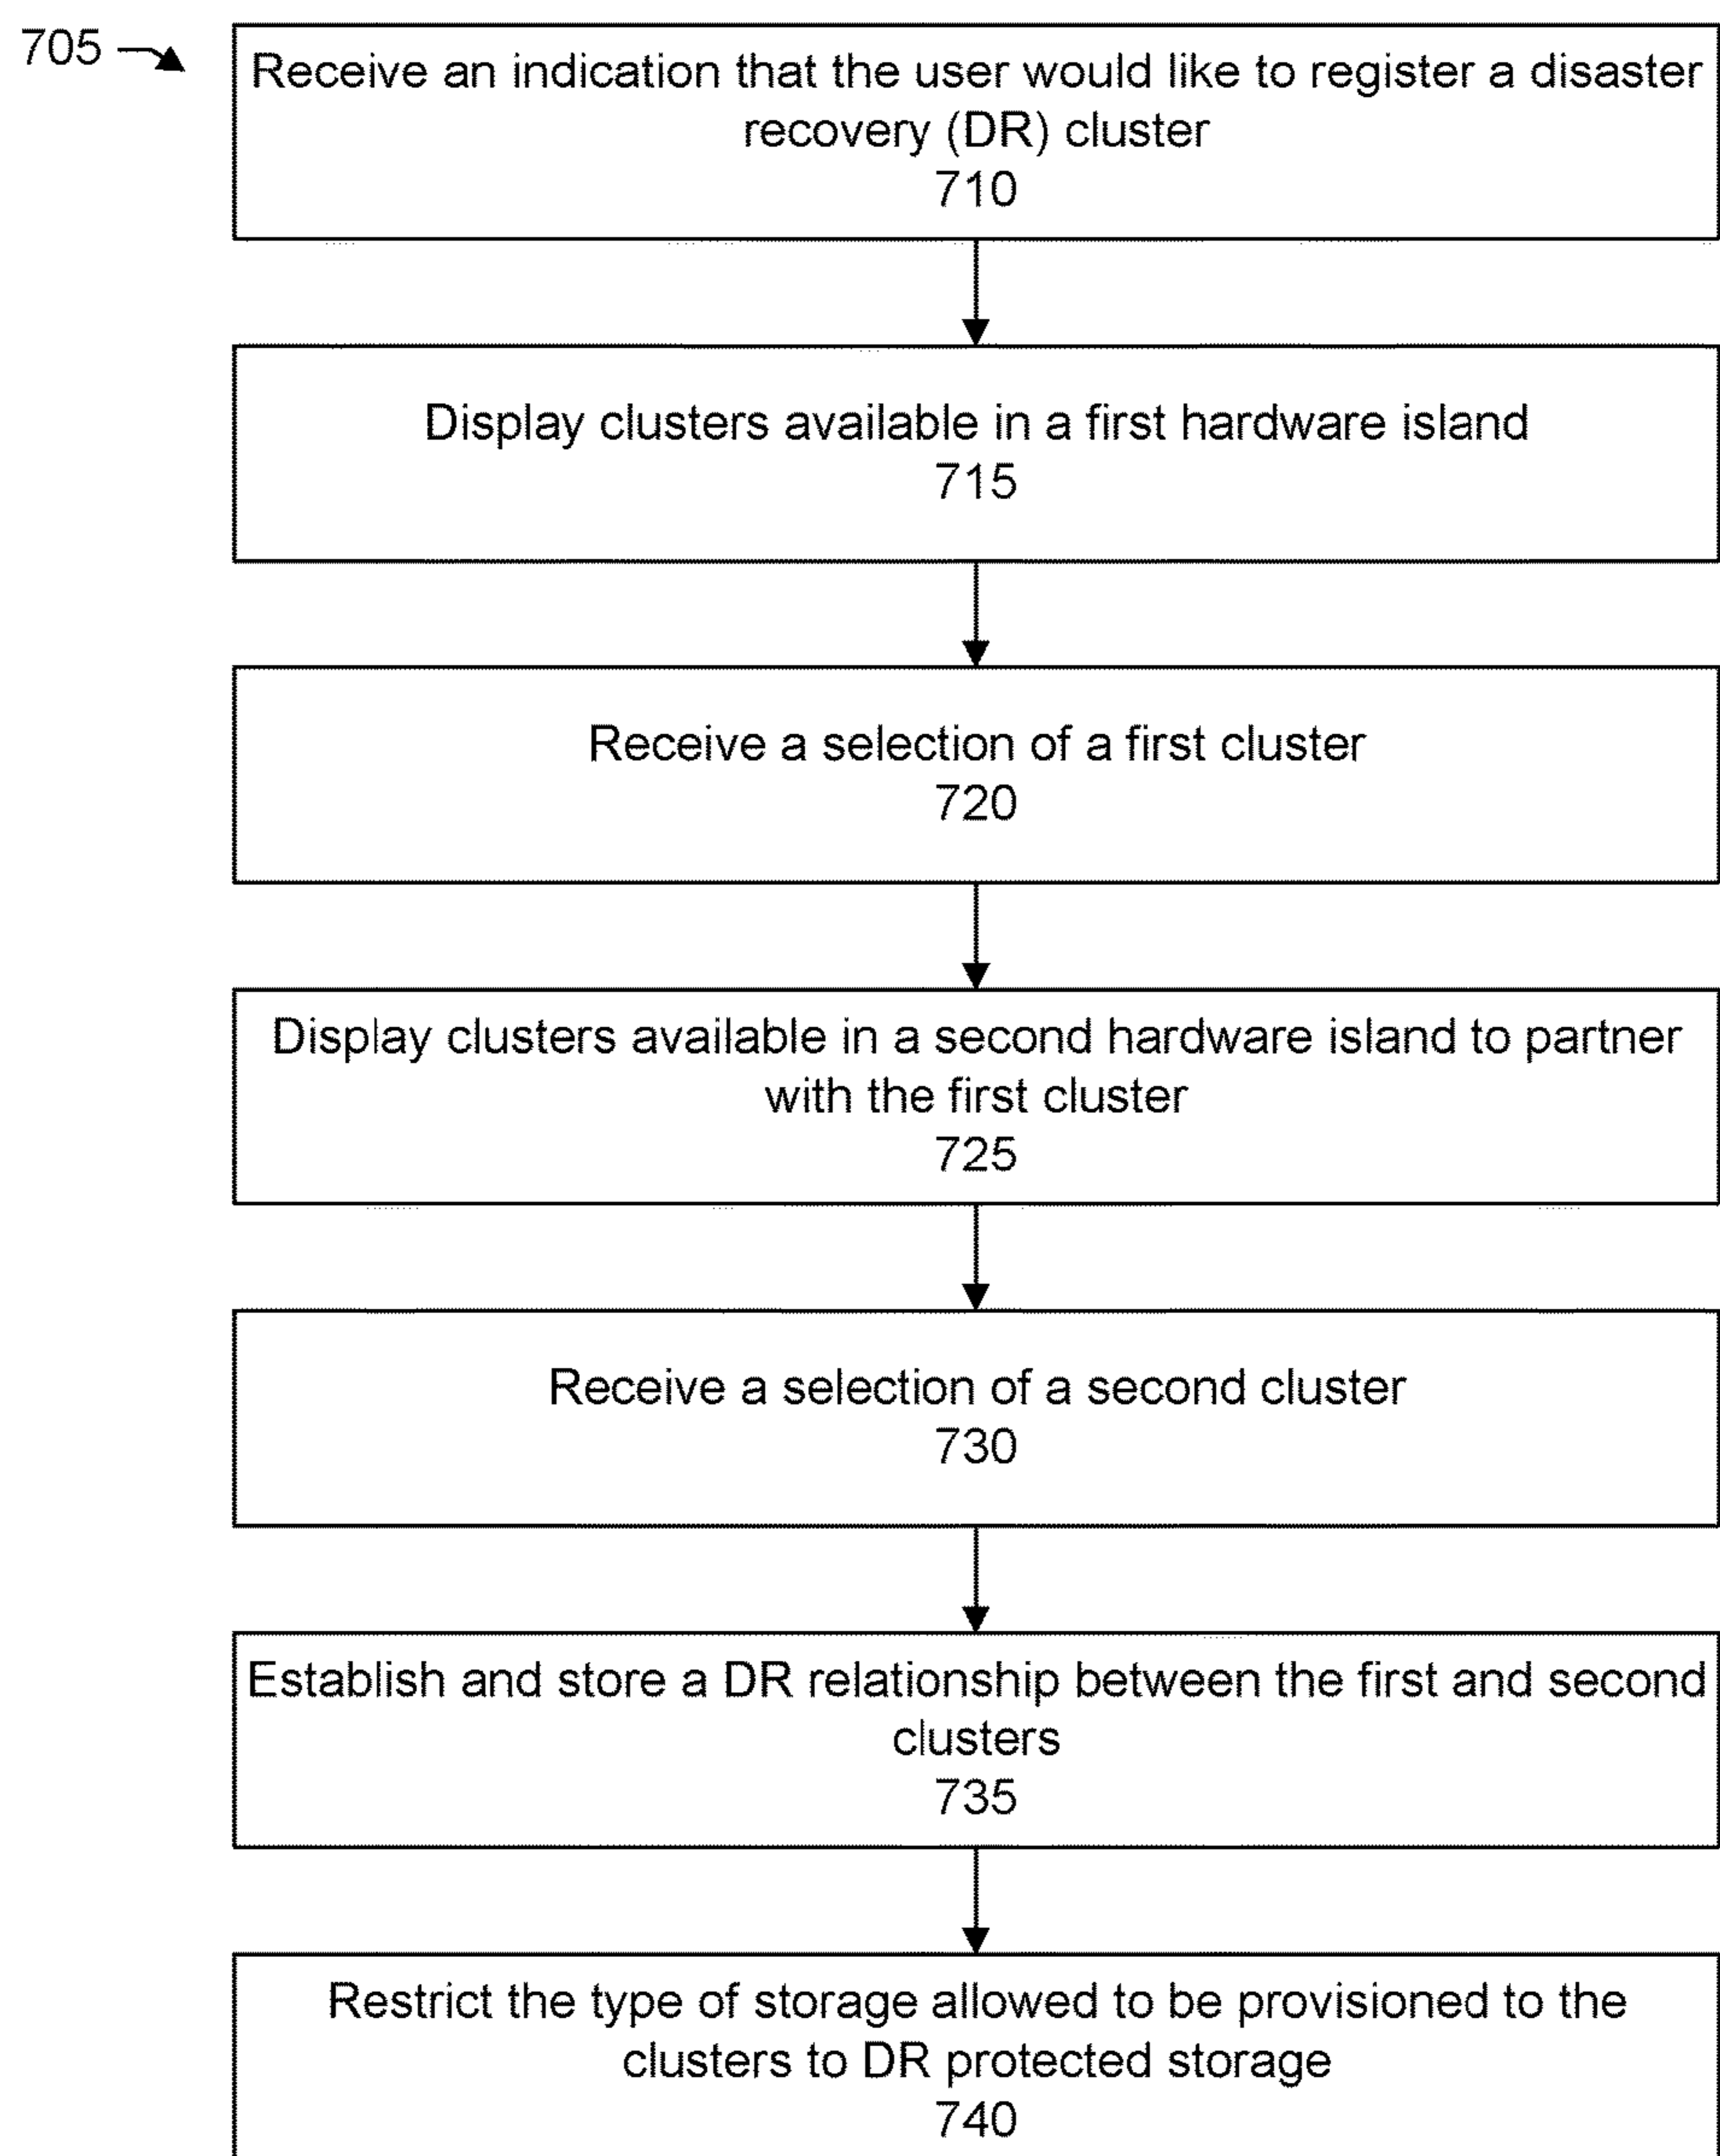 705
Receive an indication that the user would like to register a disaster
recovery (DR) cluster
710
Display clusters available in a first hardware island
715
Receive a selection of a first cluster
720
Display clusters available in a second hardware island to partner
with the first cluster
725
Receive a selection of a second cluster
730
Establish and store a DR relationship between the first and second
clusters
735
Restrict the type of storage allowed to be provisioned to the
clusters to DR protected storage
740